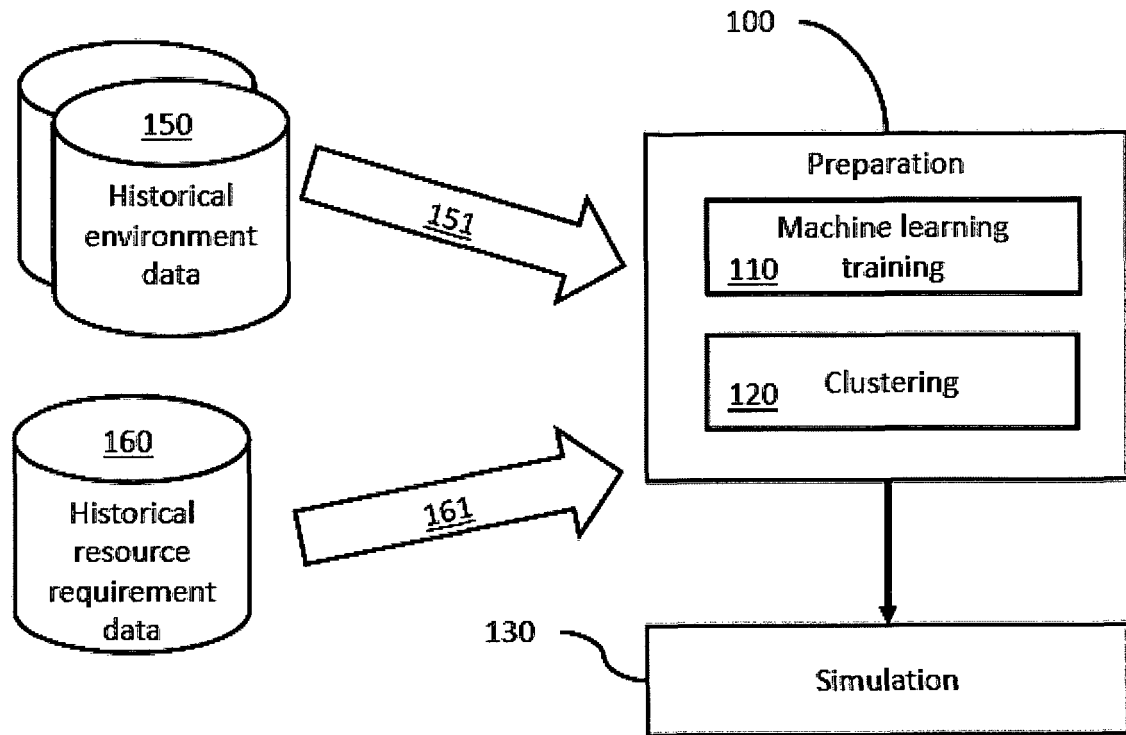 100
150
Historical
environment
data
151
Preparation
Machine learning
110 training
120 Clustering
160
Historical
resource
requirement
data
161
130
Simulation